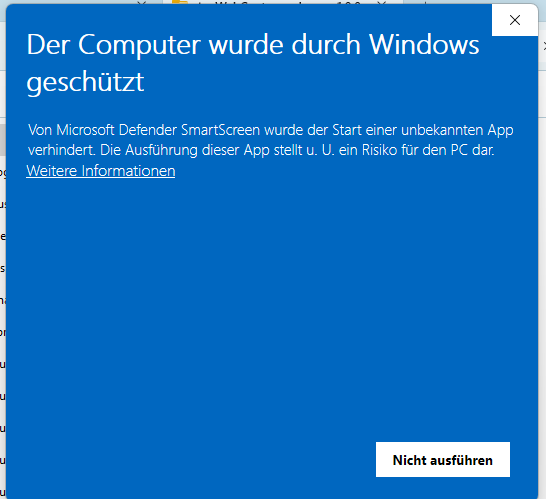 Der Computer wurde durch Windows
geschützt
Von Microsoft Defender SmartScreen wurde der Start einer unbekannten App
verhindert. Die Ausführung dieser App stellt u. U. ein Risiko für den PC dar.
Weitere Informationen
Nicht ausführen